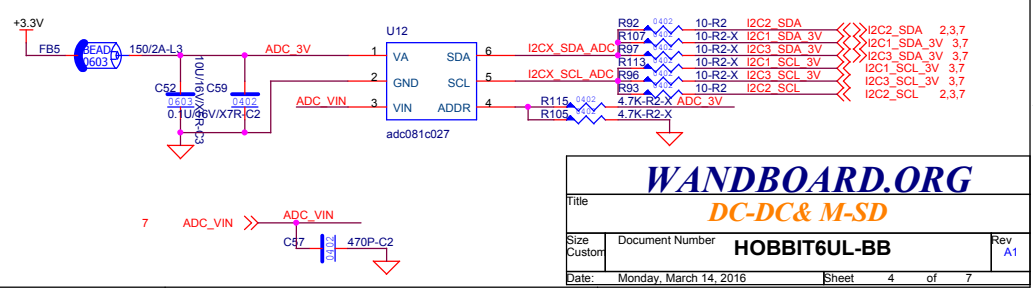 +3.3V
FB5 BEAD 0603 150/2A-L3 ADC_3V
C52 0603 10U/16V/X7R-C3
C59 0402 0.1U/16V/X7R-C2
U12
1 VA SDA 6 I2CX_SDA_ADC
2 GND SCL 5 I2CX_SCL_ADC
ADC_VIN 3 VIN ADDR 4
adc081c027
R92 0402 10-R2 I2C2_SDA I2C2_SDA 2,3,7
R107 10-R2-X I2C1_SDA_3V I2C1_SDA_3V 3,7
R97 10-R2-X I2C3_SDA_3V I2C3_SDA_3V 3,7
R113 10-R2-X I2C1_SCL_3V I2C1_SCL_3V 3,7
R96 10-R2-X I2C3_SCL_3V I2C3_SCL_3V 3,7
R93 10-R2 I2C2_SCL I2C2_SCL 2,3,7
R115 0402 4.7K-R2-X ADC_3V
R105 0402 4.7K-R2-X
7 ADC_VIN ADC_VIN
C57 0402 470P-C2
WANDBOARD.ORG
Title
DC-DC& M-SD
Size
Custom
Document Number
HOBBIT6UL-BB
Rev
A1
Date: Monday, March 14, 2016 Sheet 4 of 7